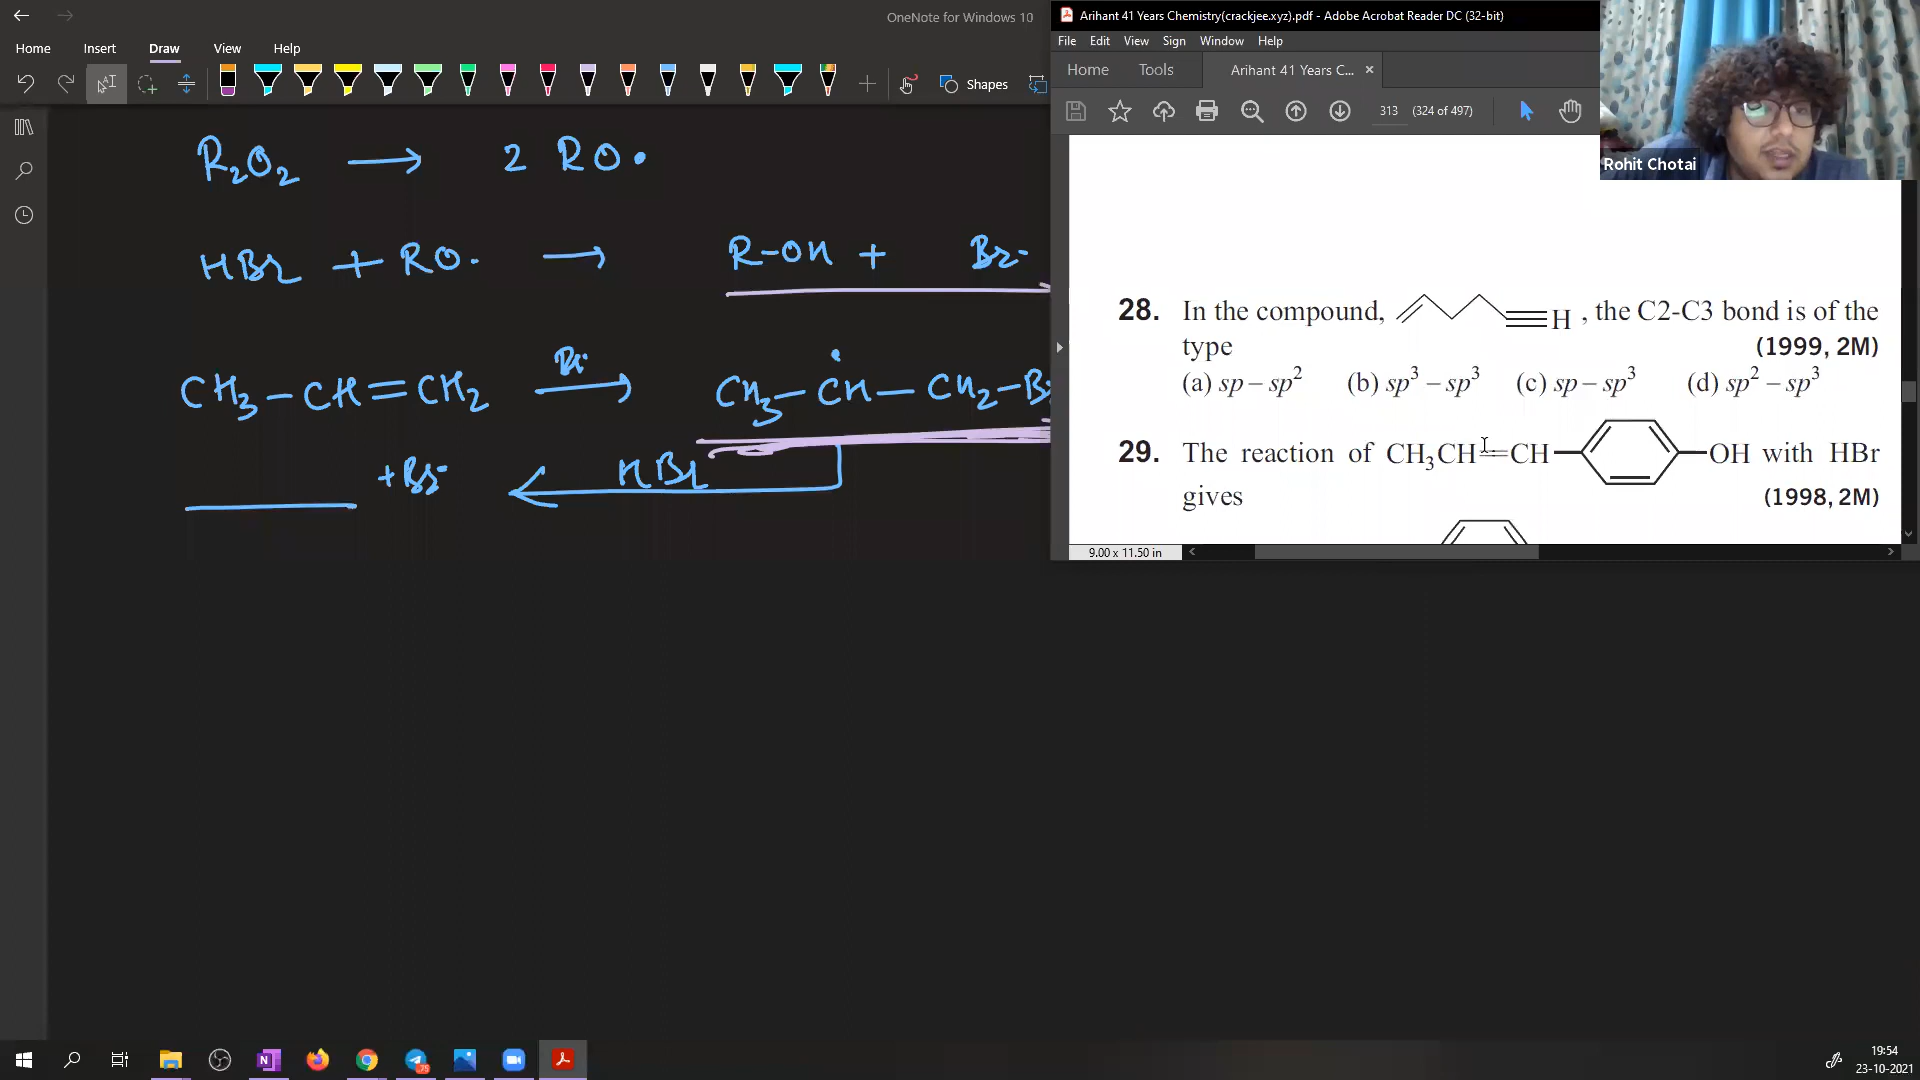 OneNote for Windows 10
Home Insert Draw View Help
Shapes
R₂O₂ → 2 RO•
HBr + RO• → R-OH + Br•
CH₃-CH=CH₂ Br• → CH₃-ĊH-CH₂-B
+Br• HBr ←
Arihant 41 Years Chemistry(crackjee.xyz).pdf - Adobe Acrobat Reader DC (32-bit)
File Edit View Sign Window Help
Home Tools Arihant 41 Years C... ×
313 (324 of 497)
Rohit Chotai
28. In the compound, ≡H , the C2-C3 bond is of the
type (1999, 2M)
(a) sp – sp² (b) sp³ – sp³ (c) sp – sp³ (d) sp² – sp³
29. The reaction of CH₃CH=CH—OH with HBr
gives (1998, 2M)
9.00 x 11.50 in
19:54
23-10-2021